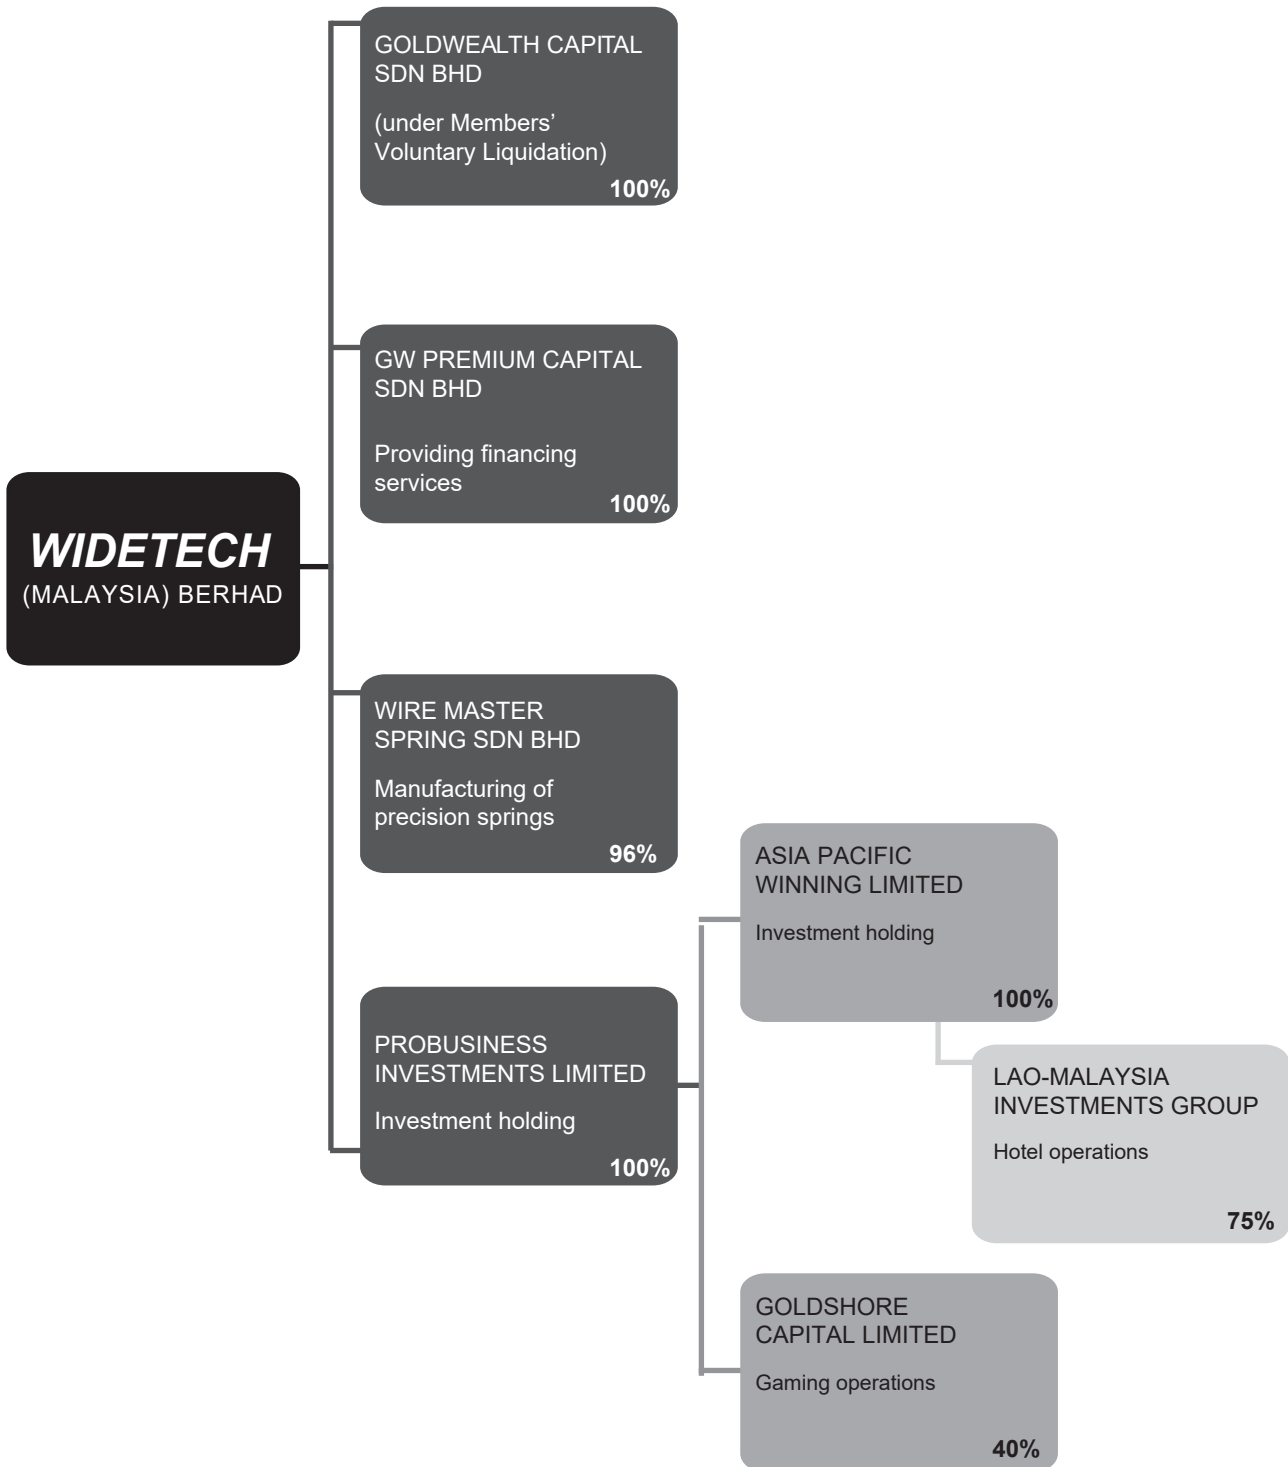 GOLDWEALTH CAPITAL
SDN BHD
(under Members’
Voluntary Liquidation)
100%
GW PREMIUM CAPITAL
SDN BHD
Providing financing
services
100%
WIDETECH
(MALAYSIA) BERHAD
WIRE MASTER
SPRING SDN BHD
Manufacturing of
precision springs
96%
PROBUSINESS
INVESTMENTS LIMITED
Investment holding
100%
ASIA PACIFIC
WINNING LIMITED
Investment holding
100%
LAO-MALAYSIA
INVESTMENTS GROUP
Hotel operations
75%
GOLDSHORE
CAPITAL LIMITED
Gaming operations
40%